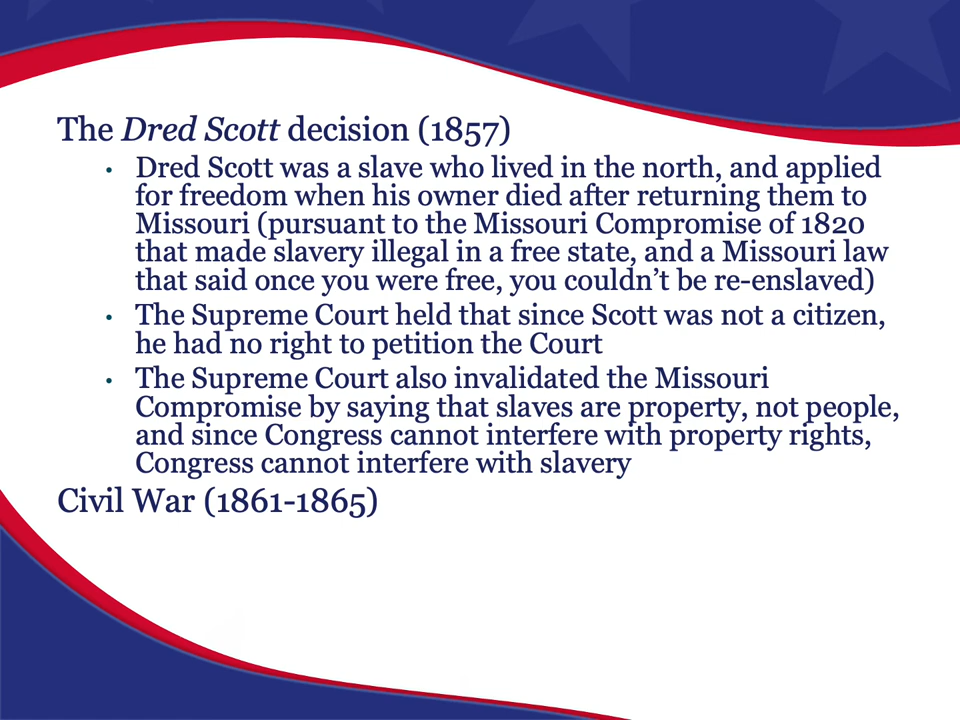 The Dred Scott decision (1857)
• Dred Scott was a slave who lived in the north, and applied
for freedom when his owner died after returning them to
Missouri (pursuant to the Missouri Compromise of 1820
that made slavery illegal in a free state, and a Missouri law
that said once you were free, you couldn’t be re-enslaved)
• The Supreme Court held that since Scott was not a citizen,
he had no right to petition the Court
• The Supreme Court also invalidated the Missouri
Compromise by saying that slaves are property, not people,
and since Congress cannot interfere with property rights,
Congress cannot interfere with slavery
Civil War (1861-1865)